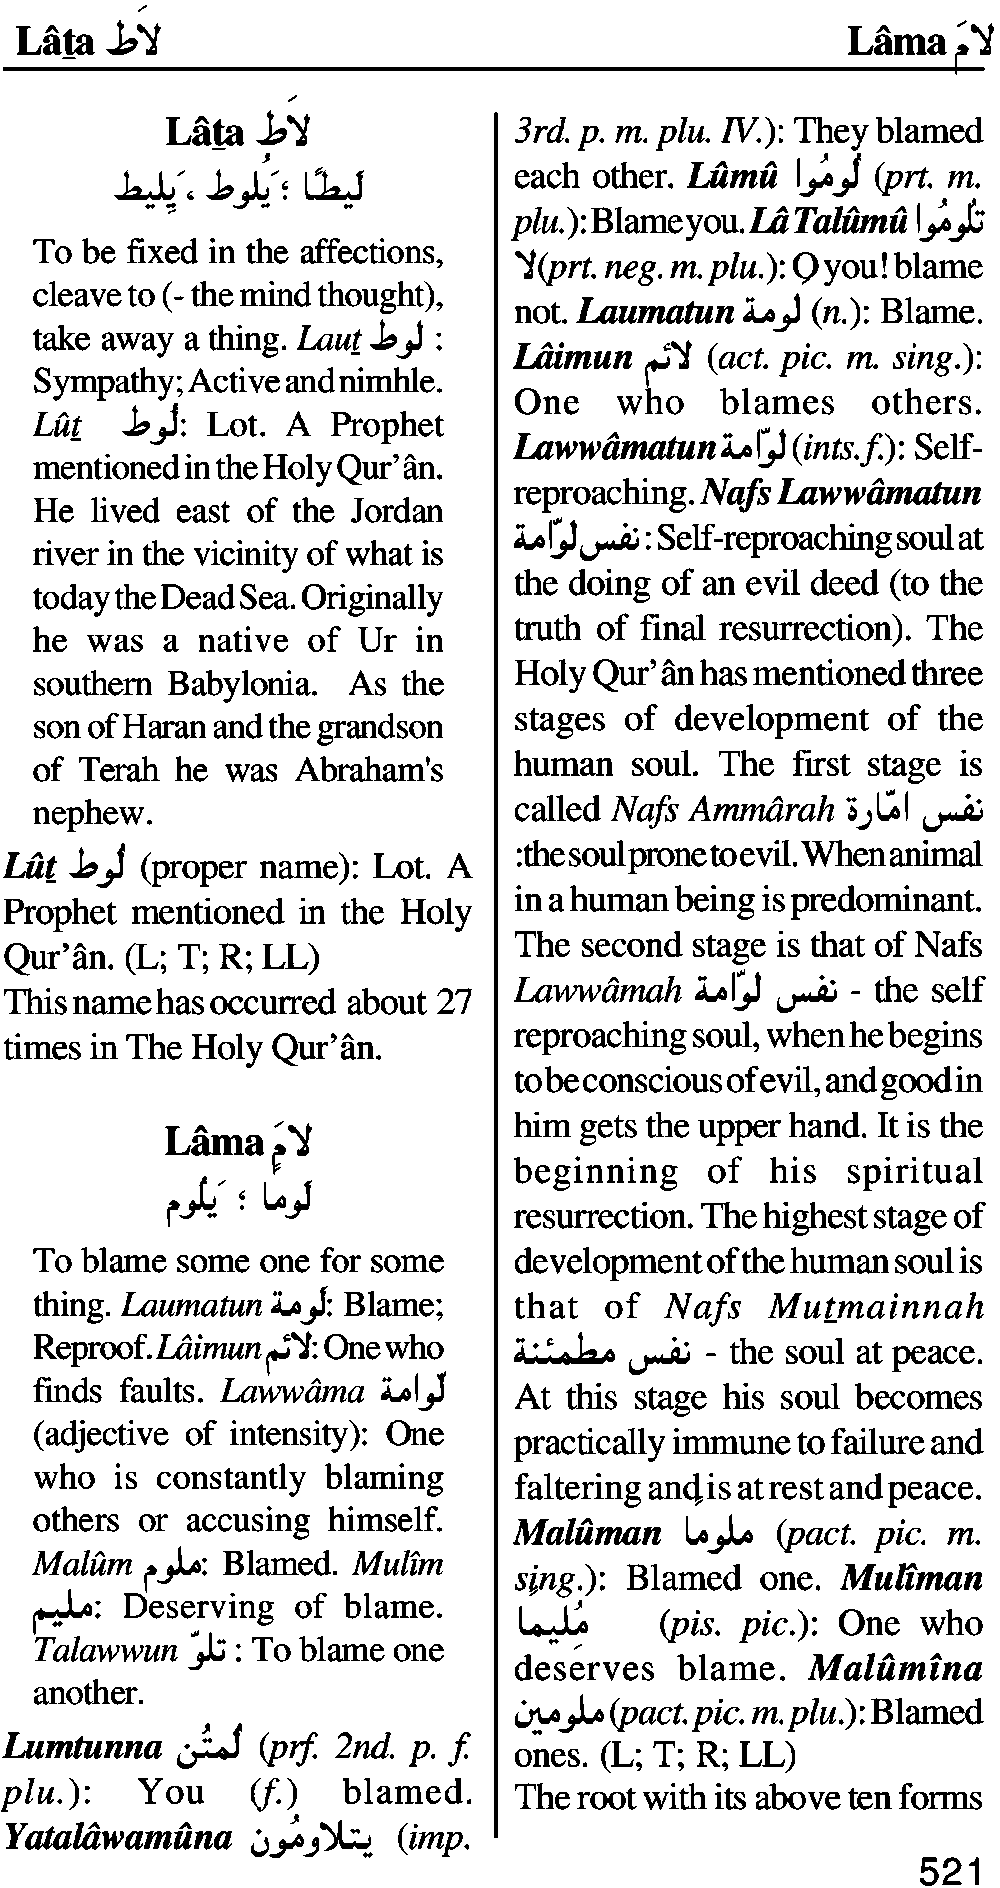 Lâṯa لاَط
Lâma لامَ
Lâṯa لاَط
لَيطًا ؛ يَلُوط ، يَلِيط
To be fixed in the affections,
cleave to (- the mind thought),
take away a thing. Lauṯ لَوط :
Sympathy; Active and nimhle.
Lûṯ لُوط: Lot. A Prophet
mentioned in the Holy Qur’ân.
He lived east of the Jordan
river in the vicinity of what is
today the Dead Sea. Originally
he was a native of Ur in
southern Babylonia. As the
son of Haran and the grandson
of Terah he was Abraham's
nephew.
Lûṯ لُوط (proper name): Lot. A
Prophet mentioned in the Holy
Qur’ân. (L; T; R; LL)
This name has occurred about 27
times in The Holy Qur’ân.
Lâma لامَ
لَوما ؛ يَلُوم
To blame some one for some
thing. Laumatun لَومة: Blame;
Reproof. Lâimun لائم: One who
finds faults. Lawwâma لّوامة
(adjective of intensity): One
who is constantly blaming
others or accusing himself.
Malûm ملوم: Blamed. Mulîm
مليم: Deserving of blame.
Talawwun تلوّ : To blame one
another.
Lumtunna لُمتُن (prf. 2nd. p. f.
plu.): You (f.) blamed.
Yatalâwamûna يتلاومُون (imp.
3rd. p. m. plu. IV.): They blamed
each other. Lûmû لُومُوا (prt. m.
plu.): Blame you. Lâ Talûmû تلُومُوا
لا (prt. neg. m. plu.): O you! blame
not. Laumatun لَومة (n.): Blame.
Lâimun لائم (act. pic. m. sing.):
One who blames others.
Lawwâmatun لوّامة (ints. f.): Self-
reproaching. Nafs Lawwâmatun
نفس لوّامة : Self-reproaching soul at
the doing of an evil deed (to the
truth of final resurrection). The
Holy Qur’ân has mentioned three
stages of development of the
human soul. The first stage is
called Nafs Ammârah نفس امّارة
:the soul prone to evil. When animal
in a human being is predominant.
The second stage is that of Nafs
Lawwâmah نفس لوّامة - the self
reproaching soul, when he begins
to be conscious of evil, and good in
him gets the upper hand. It is the
beginning of his spiritual
resurrection. The highest stage of
development of the human soul is
that of Nafs Muṯmainnah
نفس مطمئنة - the soul at peace.
At this stage his soul becomes
practically immune to failure and
faltering and is at rest and peace.
Malûman ملوما (pact. pic. m.
sing.): Blamed one. Mulîman
مُلِيما (pis. pic.): One who
deserves blame. Malûmîna
ملومين (pact. pic. m. plu.): Blamed
ones. (L; T; R; LL)
The root with its above ten forms
521